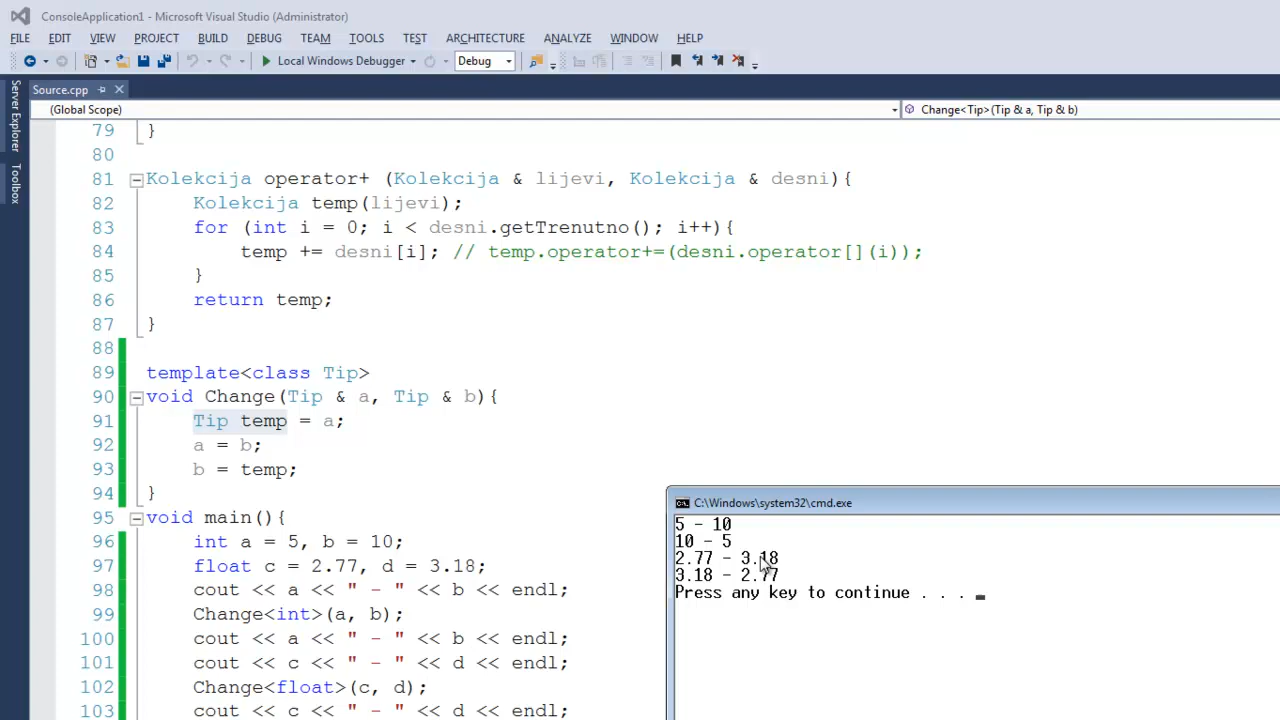 ConsoleApplication1 - Microsoft Visual Studio (Administrator)
FILE EDIT VIEW PROJECT BUILD DEBUG TEAM TOOLS TEST ARCHITECTURE ANALYZE WINDOW HELP
Local Windows Debugger Debug
Source.cpp
(Global Scope) Change<Tip>(Tip & a, Tip & b)
Server Explorer
Toolbox
79 }
80
81 Kolekcija operator+ (Kolekcija & lijevi, Kolekcija & desni){
82 Kolekcija temp(lijevi);
83 for (int i = 0; i < desni.getTrenutno(); i++){
84 temp += desni[i]; // temp.operator+=(desni.operator[](i));
85 }
86 return temp;
87 }
88
89 template<class Tip>
90 void Change(Tip & a, Tip & b){
91 Tip temp = a;
92 a = b;
93 b = temp;
94 }
95 void main(){
96 int a = 5, b = 10;
97 float c = 2.77, d = 3.18;
98 cout << a << " - " << b << endl;
99 Change<int>(a, b);
100 cout << a << " - " << b << endl;
101 cout << c << " - " << d << endl;
102 Change<float>(c, d);
103 cout << c << " - " << d << endl;
C:\Windows\system32\cmd.exe
5 - 10
10 - 5
2.77 - 3.18
3.18 - 2.77
Press any key to continue . . .